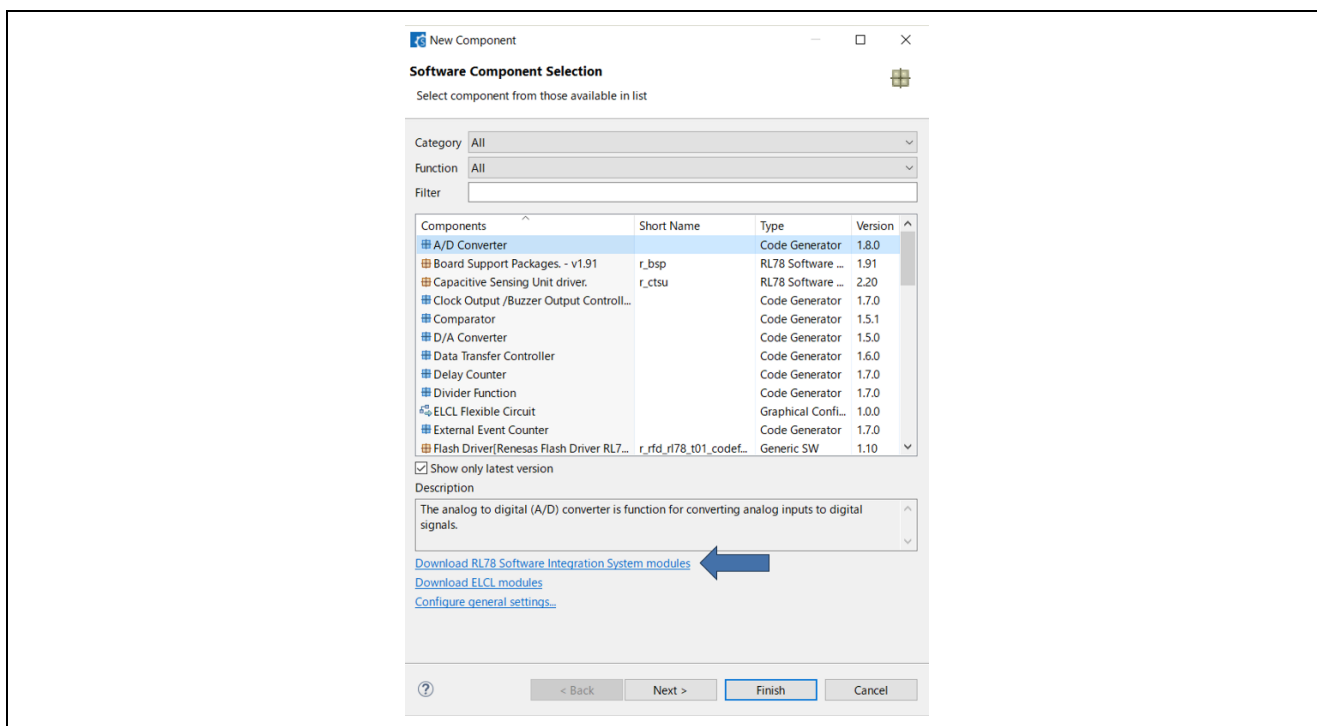 New Component
Software Component Selection
Select component from those available in list
Category All
Function All
Filter
Components Short Name Type Version
A/D Converter Code Generator 1.8.0
Board Support Packages. - v1.91 r_bsp RL78 Software ... 1.91
Capacitive Sensing Unit driver. r_ctsu RL78 Software ... 2.20
Clock Output /Buzzer Output Controll... Code Generator 1.7.0
Comparator Code Generator 1.5.1
D/A Converter Code Generator 1.5.0
Data Transfer Controller Code Generator 1.6.0
Delay Counter Code Generator 1.7.0
Divider Function Code Generator 1.7.0
ELCL Flexible Circuit Graphical Confi... 1.0.0
External Event Counter Code Generator 1.7.0
Flash Driver[Renesas Flash Driver RL7... r_rfd_rl78_t01_codef... Generic SW 1.10
Show only latest version
Description
The analog to digital (A/D) converter is function for converting analog inputs to digital
signals.
Download RL78 Software Integration System modules
Download ELCL modules
Configure general settings...
? < Back Next > Finish Cancel